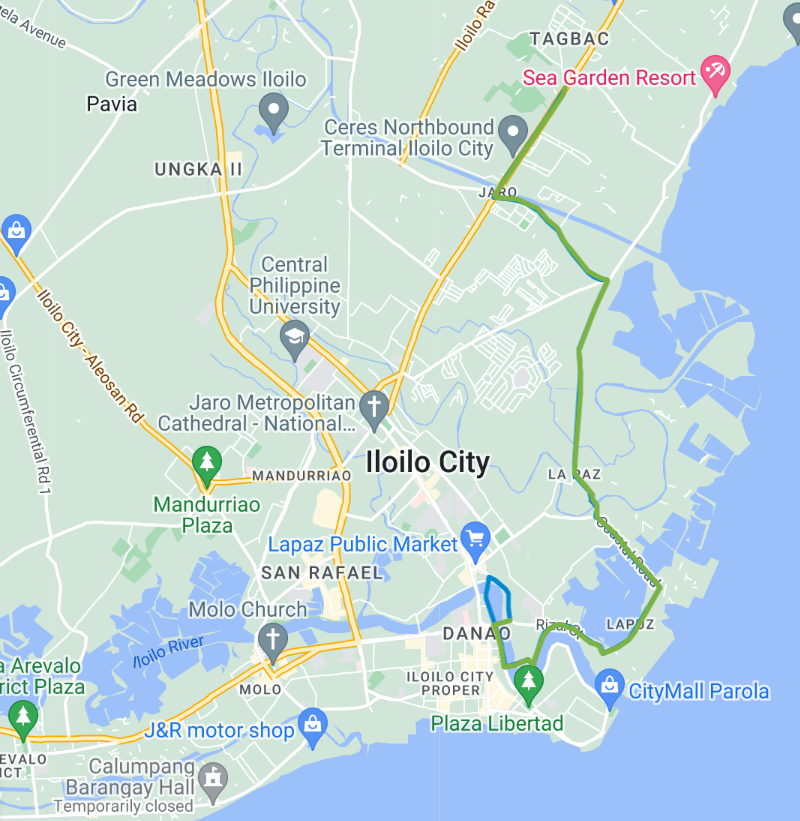 ela Avenue
Iloilo Ra
TAGBAC
Sea Garden Resort
Green Meadows Iloilo
Pavia
Ceres Northbound
Terminal Iloilo City
UNGKA II
JARO
Central
Philippine
University
Iloilo City - Aleosan Rd
Iloilo Circumferential Rd 1
Jaro Metropolitan
Cathedral - National...
Iloilo City
MANDURRIAO
LA PAZ
Mandurriao
Plaza
Coastal Road
Lapaz Public Market
SAN RAFAEL
Molo Church
Iloilo River
DANAO
Rizal St
LAPUZ
a Arevalo
rict Plaza
MOLO
ILOILO CITY
PROPER
CityMall Parola
Plaza Libertad
J&R motor shop
EVALO
ICT
Calumpang
Barangay Hall
Temporarily closed